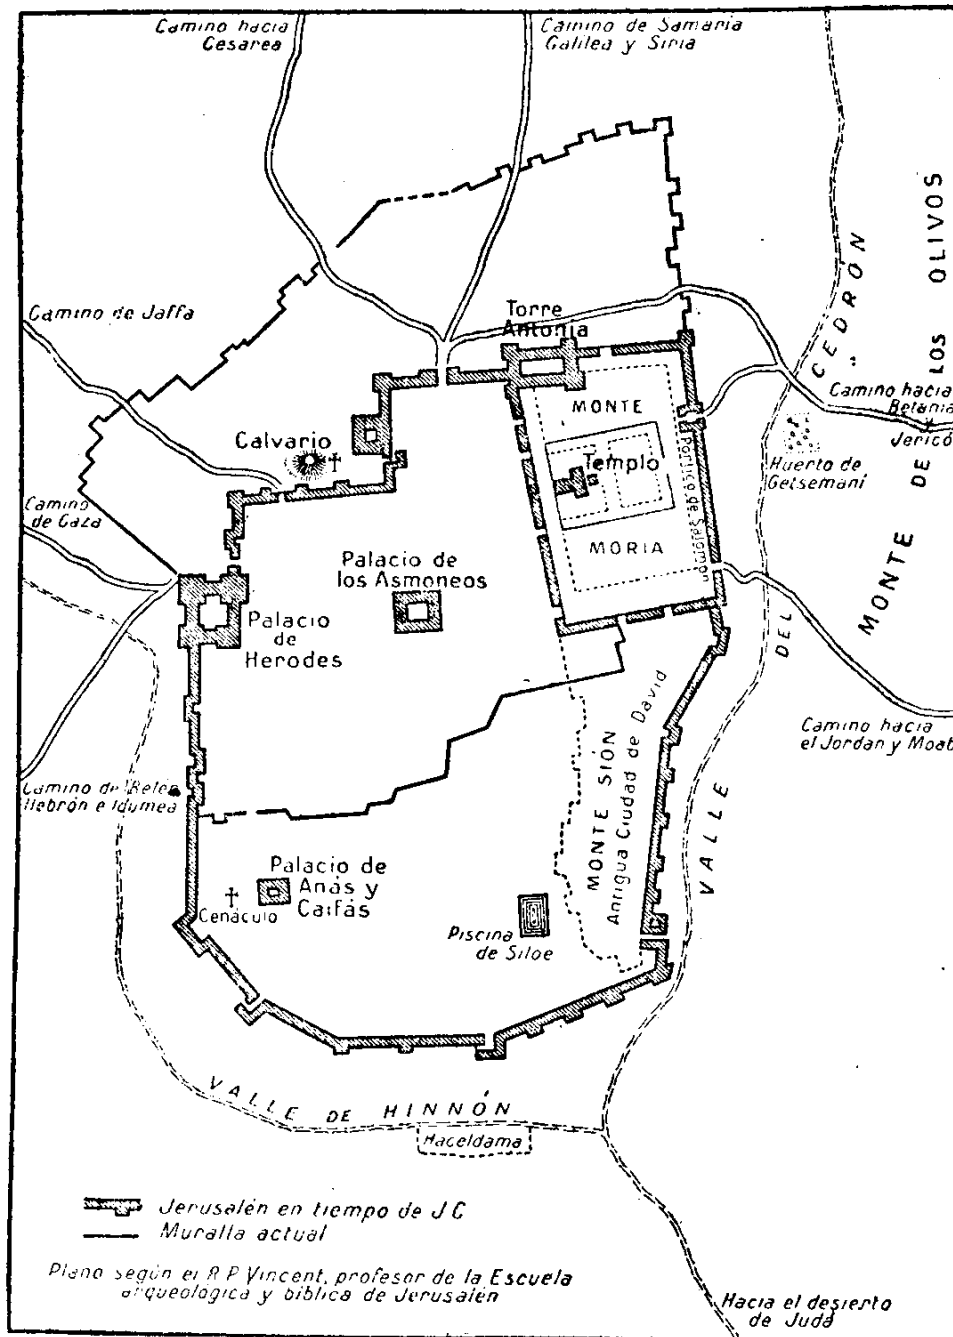 Camino hacia
Cesarea
Camino de Samaria
Galilea y Siria
Camino de Jaffa
Torre
Antonia
CEDRÓN
MONTE DE LOS OLIVOS
Camino hacia
Betania
Jericó
MONTE
Calvario
Templo
Pórtico de Salomón
Huerto de
Getsemaní
Camino
de Gaza
MORIA
Palacio de
los Asmoneos
Palacio
de
Herodes
VALLE DEL
Camino hacia
el Jordan y Moab
Camino de Belén
Hebrón e Idumea
MONTE SIÓN
Antigua Ciudad de David
Palacio de
Anás y
Caifás
Cenáculo
Piscina
de Siloe
VALLE DE HINNÓN
Haceldama
Jerusalén en tiempo de J C
Muralla actual
Plano según el R P Vincent, profesor de la Escuela
arqueológica y bíblica de Jerusalén
Hacia el desierto
de Judá